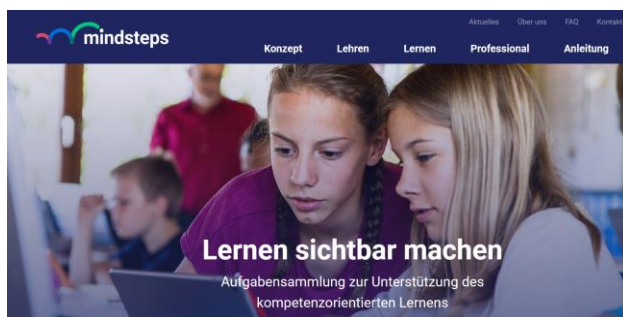 Aktuelles Über uns FAQ Kontakt
mindsteps
Konzept Lehren Lernen Professional Anleitung
Lernen sichtbar machen
Aufgabensammlung zur Unterstützung des
kompetenzorientierten Lernens